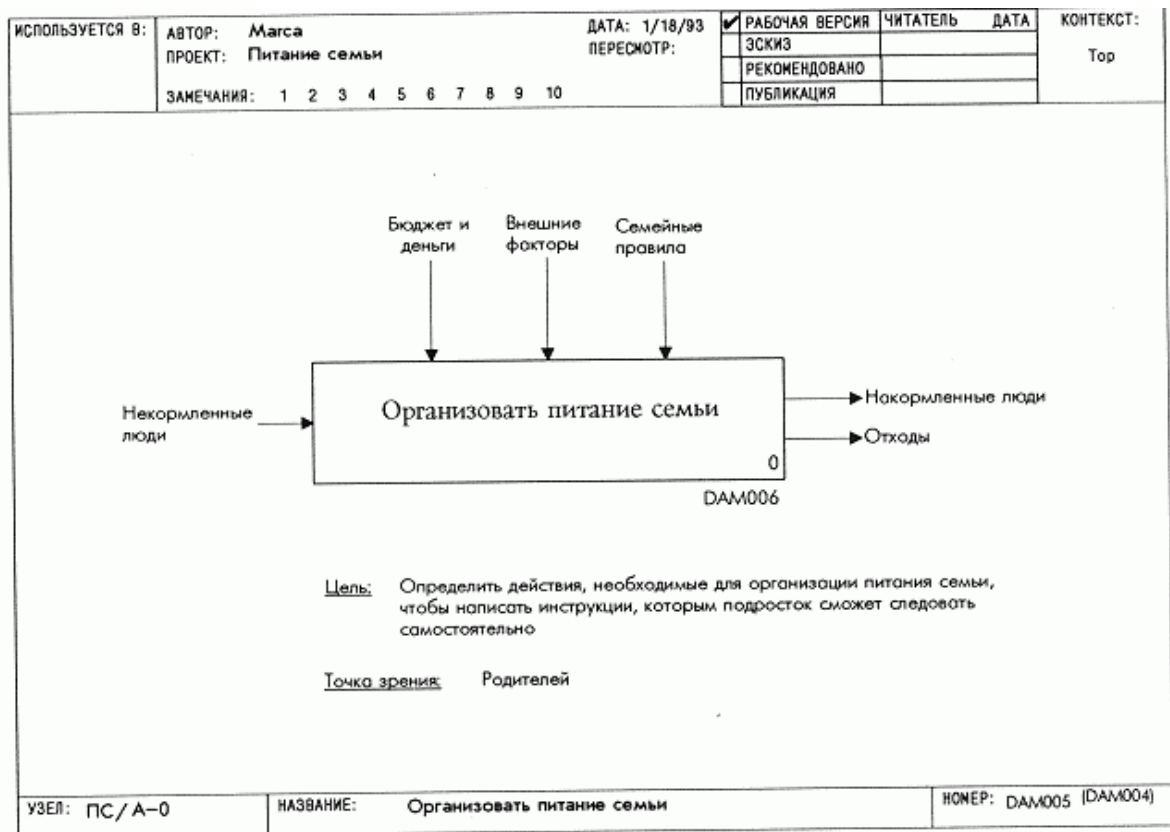 ИСПОЛЬЗУЕТСЯ В:
АВТОР: Marca
ДАТА: 1/18/93
ПРОЕКТ: Питание семьи
ПЕРЕСМОТР:
ЗАМЕЧАНИЯ: 1 2 3 4 5 6 7 8 9 10
✔ РАБОЧАЯ ВЕРСИЯ
ЭСКИЗ
РЕКОМЕНДОВАНО
ПУБЛИКАЦИЯ
ЧИТАТЕЛЬ ДАТА
КОНТЕКСТ:
Top
Бюджет и
деньги
Внешние
факторы
Семейные
правила
Некормленные
люди
Организовать питание семьи
0
Накормленные люди
Отходы
DAM006
Цель: Определить действия, необходимые для организации питания семьи,
чтобы написать инструкции, которым подросток сможет следовать
самостоятельно
Точка зрения: Родителей
УЗЕЛ: ПС/А-0
НАЗВАНИЕ: Организовать питание семьи
НОМЕР: DAM005 (DAM004)